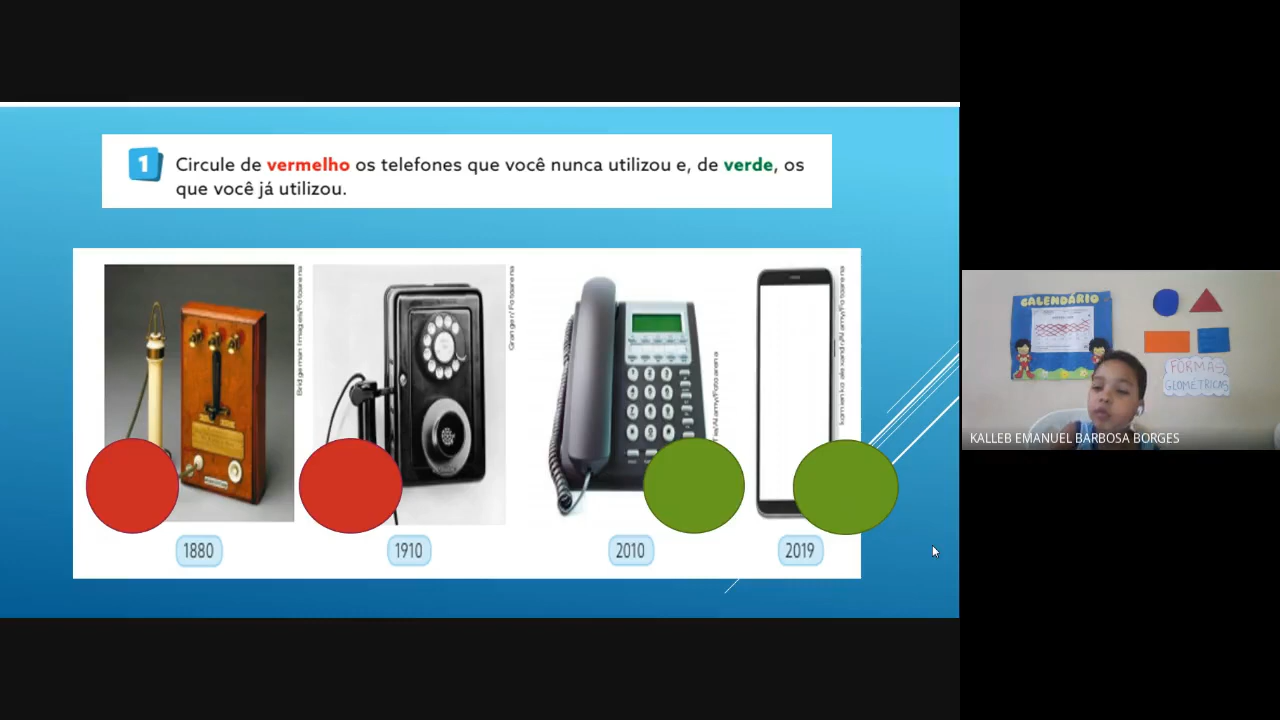 1
Circule de vermelho os telefones que você nunca utilizou e, de verde, os
que você já utilizou.
1880
1910
2010
2019
CALENDÁRIO
FORMAS
GEOMÉTRICAS
KALLEB EMANUEL BARBOSA BORGES